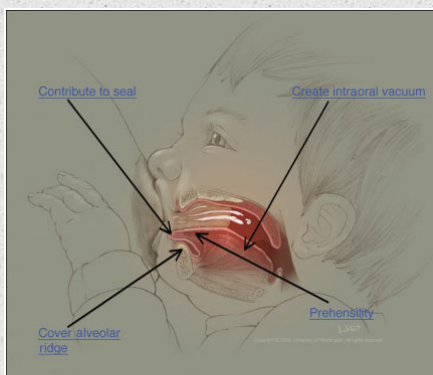 Contribute to seal
Create intraoral vacuum
Prehensility
Cover alveolar
ridge